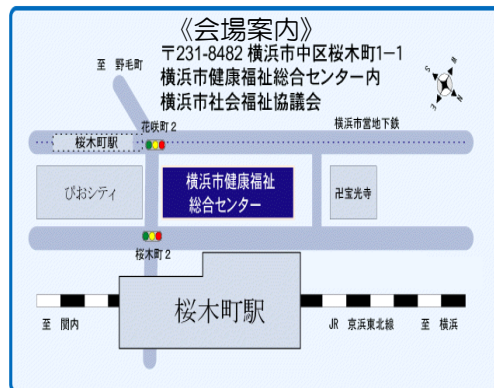 《会場案内》
〒231-8482 横浜市中区桜木町1-1
横浜市健康福祉総合センター内
横浜市社会福祉協議会
至 野毛町
S W
E N
花咲町2
横浜市営地下鉄
桜木町駅
ぴおシティ
横浜市健康福祉
総合センター
卍宝光寺
桜木町2
桜木町駅
至 関内
JR 京浜東北線
至 横浜